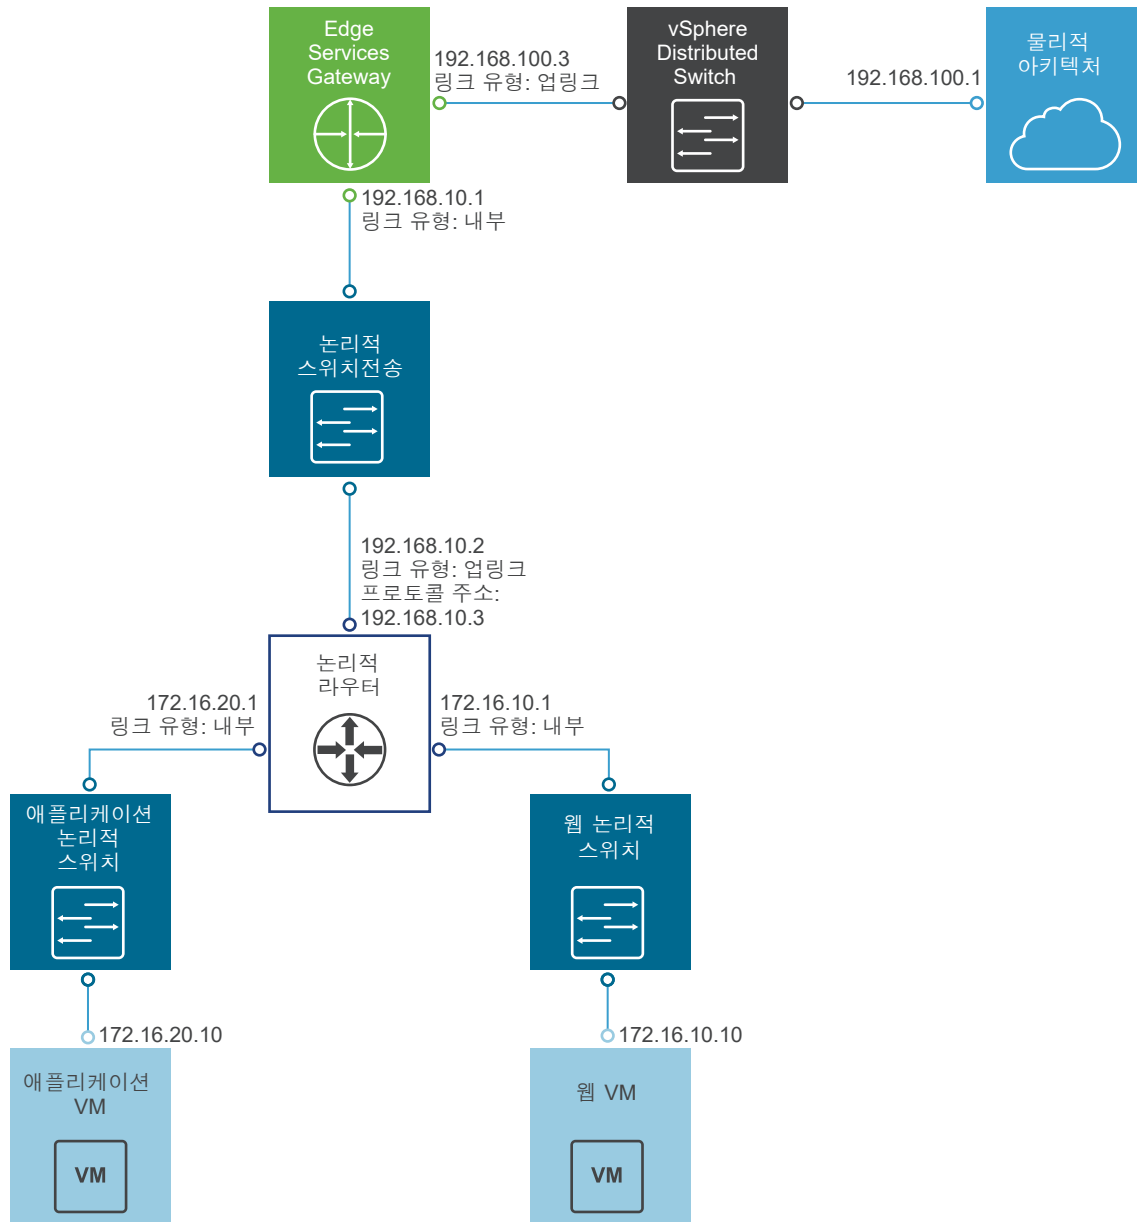 Edge
Services
Gateway
192.168.100.3
링크 유형: 업링크
vSphere
Distributed
Switch
192.168.100.1
물리적
아키텍처
192.168.10.1
링크 유형: 내부
논리적
스위치전송
192.168.10.2
링크 유형: 업링크
프로토콜 주소:
192.168.10.3
논리적
라우터
172.16.20.1
링크 유형: 내부
172.16.10.1
링크 유형: 내부
애플리케이션
논리적
스위치
웹 논리적
스위치
172.16.20.10
172.16.10.10
애플리케이션
VM
VM
웹 VM
VM